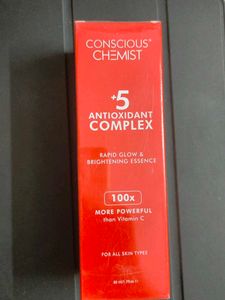 CONSCIOUS
CHEMIST
+5
ANTIOXIDANT
COMPLEX
RAPID GLOW &
BRIGHTENING ESSENCE
100x
MORE POWERFUL
than Vitamin C
FOR ALL SKIN TYPES